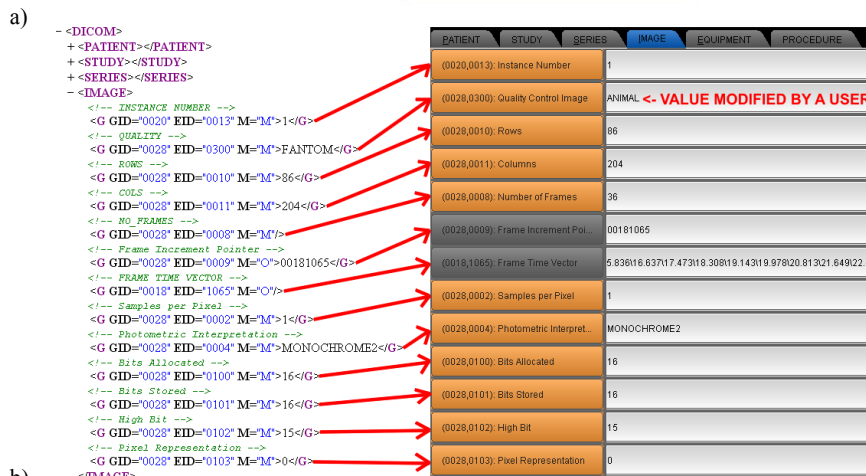 a)
- <DICOM>
+ <PATIENT></PATIENT>
+ <STUDY></STUDY>
+ <SERIES></SERIES>
- <IMAGE>
<!-- INSTANCE NUMBER -->
<G GID="0020" EID="0013" M="M">1</G>
<!-- QUALITY -->
<G GID="0028" EID="0300" M="M">FANTOM</G>
<!-- ROWS -->
<G GID="0028" EID="0010" M="M">86</G>
<!-- COLS -->
<G GID="0028" EID="0011" M="M">204</G>
<!-- NO_FRAMES -->
<G GID="0028" EID="0008" M="M"/>
<!-- Frame Increment Pointer -->
<G GID="0028" EID="0009" M="O">00181065</G>
<!-- FRAME TIME VECTOR -->
<G GID="0018" EID="1065" M="O"/>
<!-- Samples per Pixel -->
<G GID="0028" EID="0002" M="M">1</G>
<!-- Photometric Interpretation -->
<G GID="0028" EID="0004" M="M">MONOCHROME2</G>
<!-- Bits Allocated -->
<G GID="0028" EID="0100" M="M">16</G>
<!-- Bits Stored -->
<G GID="0028" EID="0101" M="M">16</G>
<!-- High Bit -->
<G GID="0028" EID="0102" M="M">15</G>
<!-- Pixel Representation -->
<G GID="0028" EID="0103" M="M">0</G>
</IMAGE>
PATIENT STUDY SERIES IMAGE EQUIPMENT PROCEDURE
(0020,0013): Instance Number 1
(0028,0300): Quality Control Image ANIMAL <- VALUE MODIFIED BY A USER
(0028,0010): Rows 86
(0028,0011): Columns 204
(0028,0008): Number of Frames 36
(0028,0009): Frame Increment Poi... 00181065
(0018,1065): Frame Time Vector 5.836\16.637\17.473\18.308\19.143\19.978\20.813\21.649\22.
(0028,0002): Samples per Pixel 1
(0028,0004): Photometric Interpret... MONOCHROME2
(0028,0100): Bits Allocated 16
(0028,0101): Bits Stored 16
(0028,0102): High Bit 15
(0028,0103): Pixel Representation 0
b)